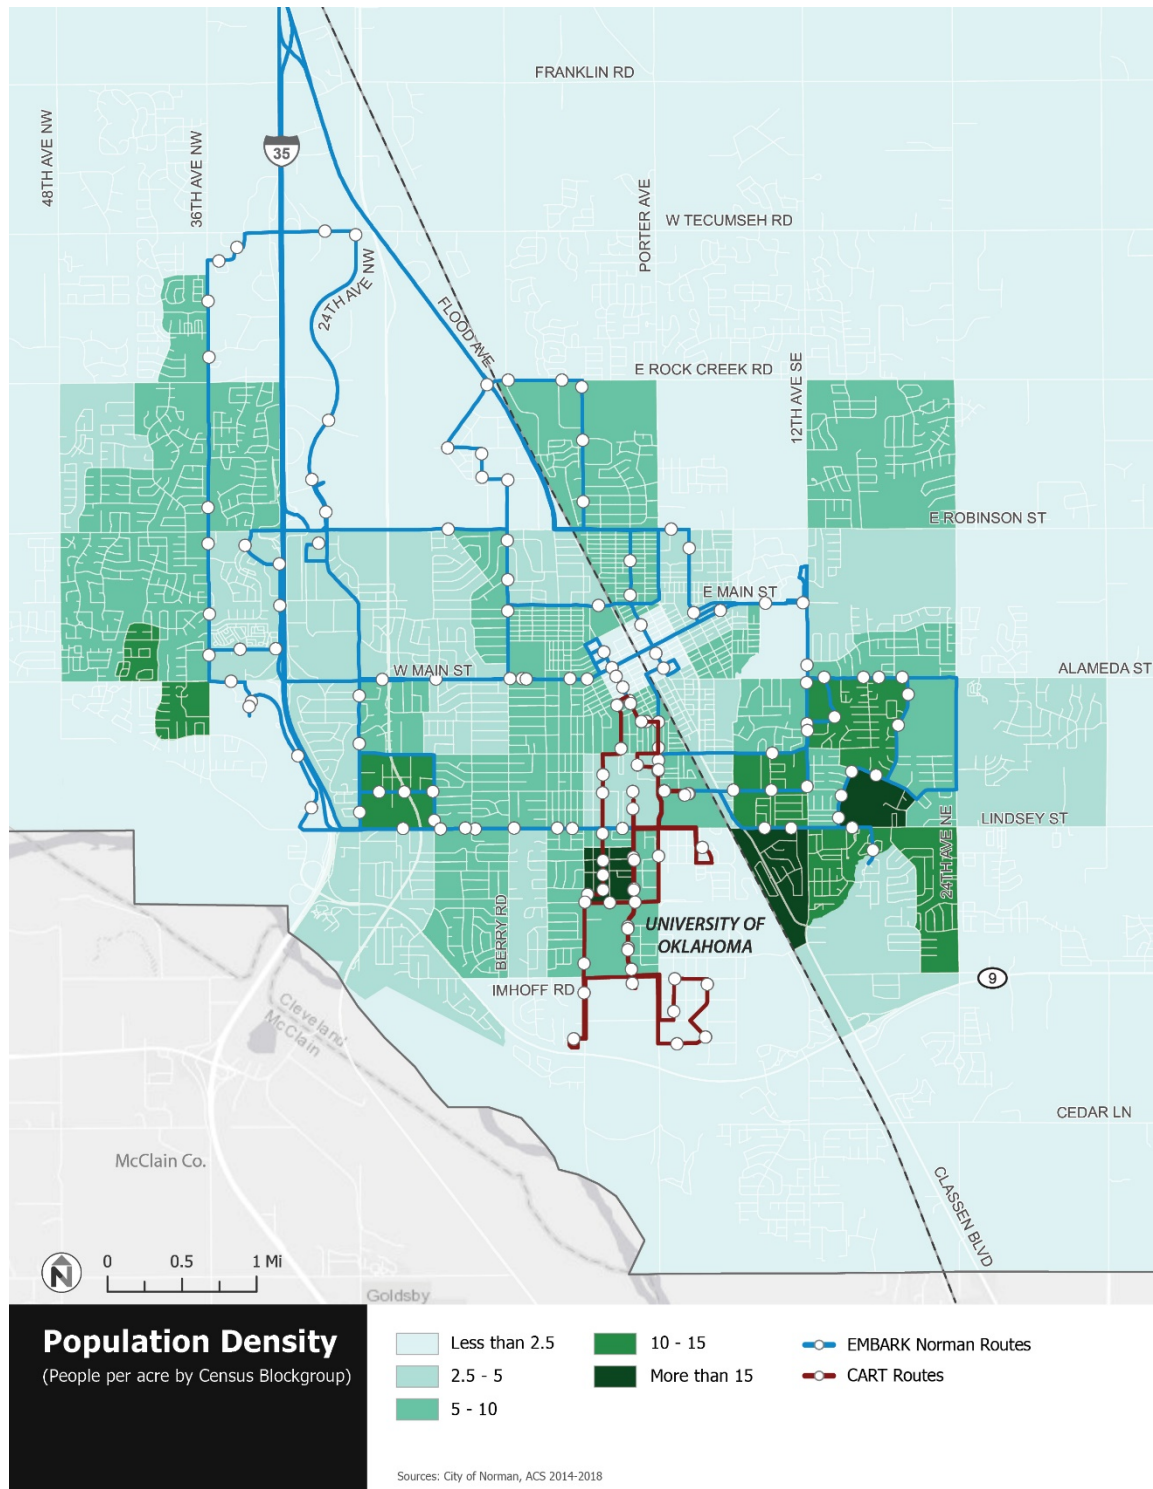 FRANKLIN RD
48TH AVE NW
36TH AVE NW
35
PORTER AVE
W TECUMSEH RD
24TH AVE NW
FLOOD AVE
E ROCK CREEK RD
12TH AVE SE
E ROBINSON ST
E MAIN ST
W MAIN ST
ALAMEDA ST
LINDSEY ST
24TH AVE NE
BERRY RD
UNIVERSITY OF
OKLAHOMA
IMHOFF RD
9
Cleveland
McClain
CEDAR LN
McClain Co.
CLASSEN BLVD
N
0 0.5 1 Mi
Goldsby
Population Density
(People per acre by Census Blockgroup)
Less than 2.5
2.5 - 5
5 - 10
10 - 15
More than 15
EMBARK Norman Routes
CART Routes
Sources: City of Norman, ACS 2014-2018